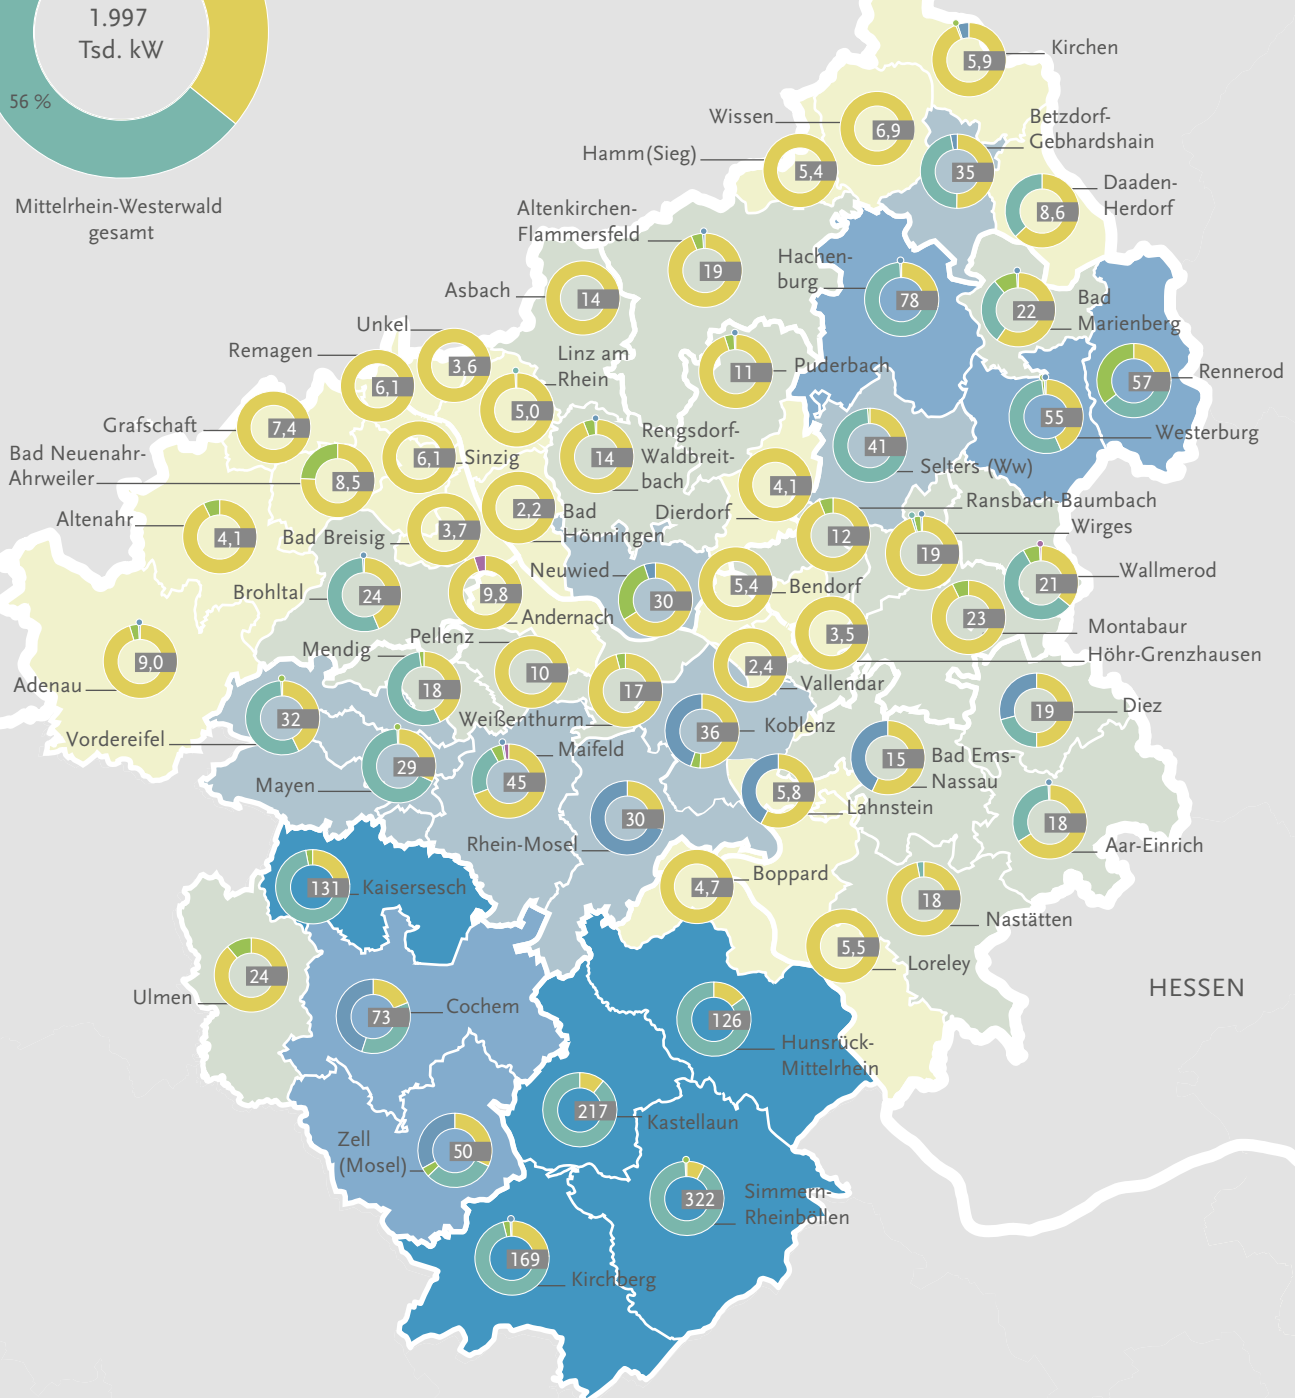 1.997
Tsd. kW
56 %
Mittelrhein-Westerwald
gesamt
Kirchen
5,9
Wissen
6,9
Betzdorf-
Gebhardshain
35
Hamm(Sieg)
5,4
Daaden-
Herdorf
8,6
Altenkirchen-
Flammersfeld
19
Hachen-
burg
78
Asbach
14
Bad
Marienberg
22
Unkel
3,6
Remagen
6,1
Linz am
Rhein
5,0
Puderbach
11
Rennerod
57
Westerburg
55
Grafschaft
7,4
Rengsdorf-
Waldbreit-
bach
14
Selters (Ww)
41
Bad Neuenahr-
Ahrweiler
8,5
Sinzig
6,1
Dierdorf
4,1
Ransbach-Baumbach
12
Altenahr
4,1
Bad Breisig
3,7
Bad
Hönningen
2,2
Wirges
19
Brohltal
24
Andernach
9,8
Neuwied
30
Bendorf
5,4
Wallmerod
21
Montabaur
23
Höhr-Grenzhausen
3,5
Adenau
9,0
Mendig
18
Pellenz
10
Weißenthurm
17
Vallendar
2,4
Vordereifel
32
Koblenz
36
Diez
19
Mayen
29
Maifeld
45
Bad Ems-
Nassau
15
Lahnstein
5,8
Rhein-Mosel
30
Aar-Einrich
18
Kaisersesch
131
Boppard
4,7
Nastätten
18
Loreley
5,5
Ulmen
24
HESSEN
Cochem
73
Hunsrück-
Mittelrhein
126
Kastellaun
217
Zell
(Mosel)
50
Simmern-
Rheinböllen
322
Kirchberg
169